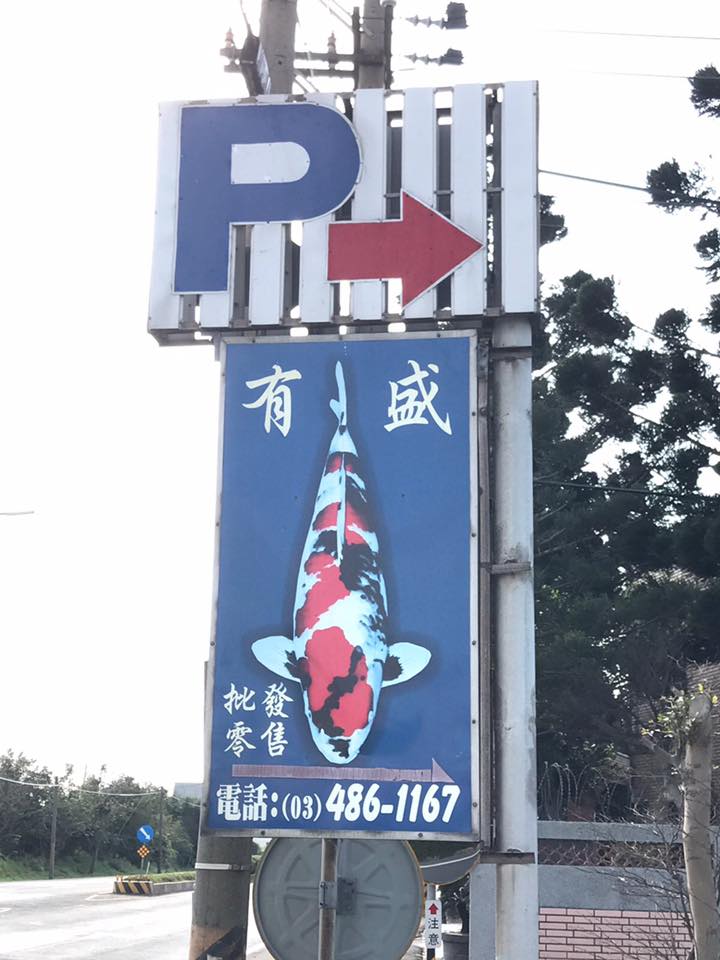 P
有 盛
批發
零售
電話:(03)486-1167
注意